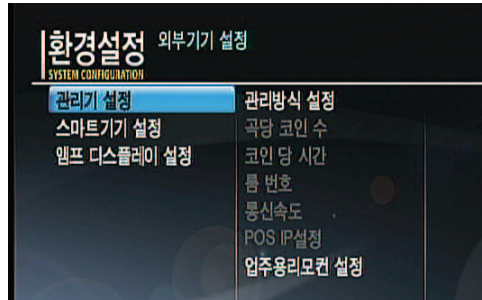 환경설정 외부기기 설정
SYSTEM CONFIGURATION
관리기 설정
스마트기기 설정
앰프 디스플레이 설정
관리방식 설정
곡당 코인 수
코인 당 시간
룸 번호
통신속도
POS IP설정
업주용리모컨 설정